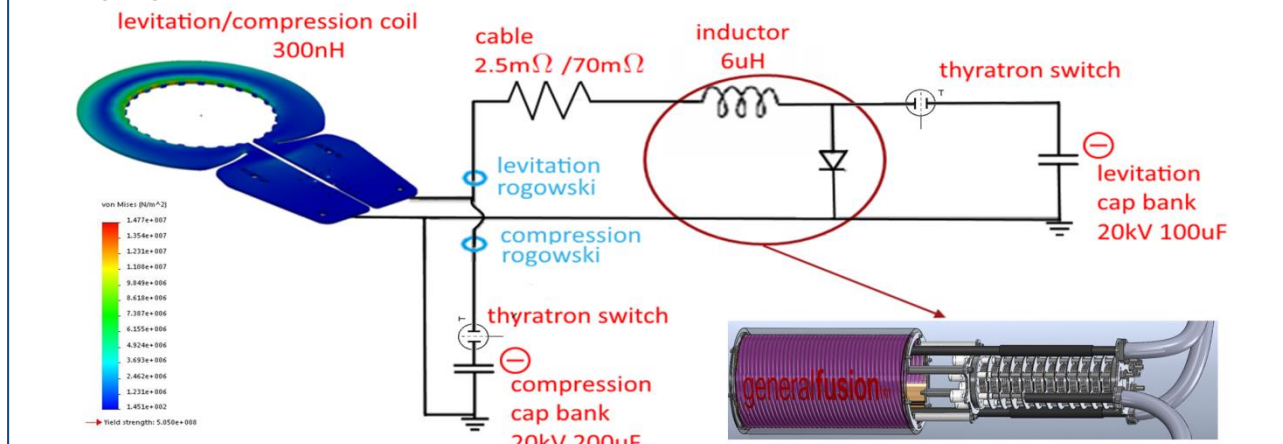 levitation/compression coil
300nH
cable
2.5mΩ /70mΩ
inductor
6uH
thyratron switch
T
levitation
rogowski
compression
rogowski
levitation
cap bank
20kV 100uF
T
thyratron switch
compression
cap bank
20kV 200uF
von Mises (N/m^2)
1.477e+007
1.354e+007
1.231e+007
1.108e+007
9.849e+006
8.618e+006
7.387e+006
6.155e+006
4.924e+006
3.693e+006
2.462e+006
1.231e+006
1.451e+002
Yield strength: 5.050e+008
generalfusion